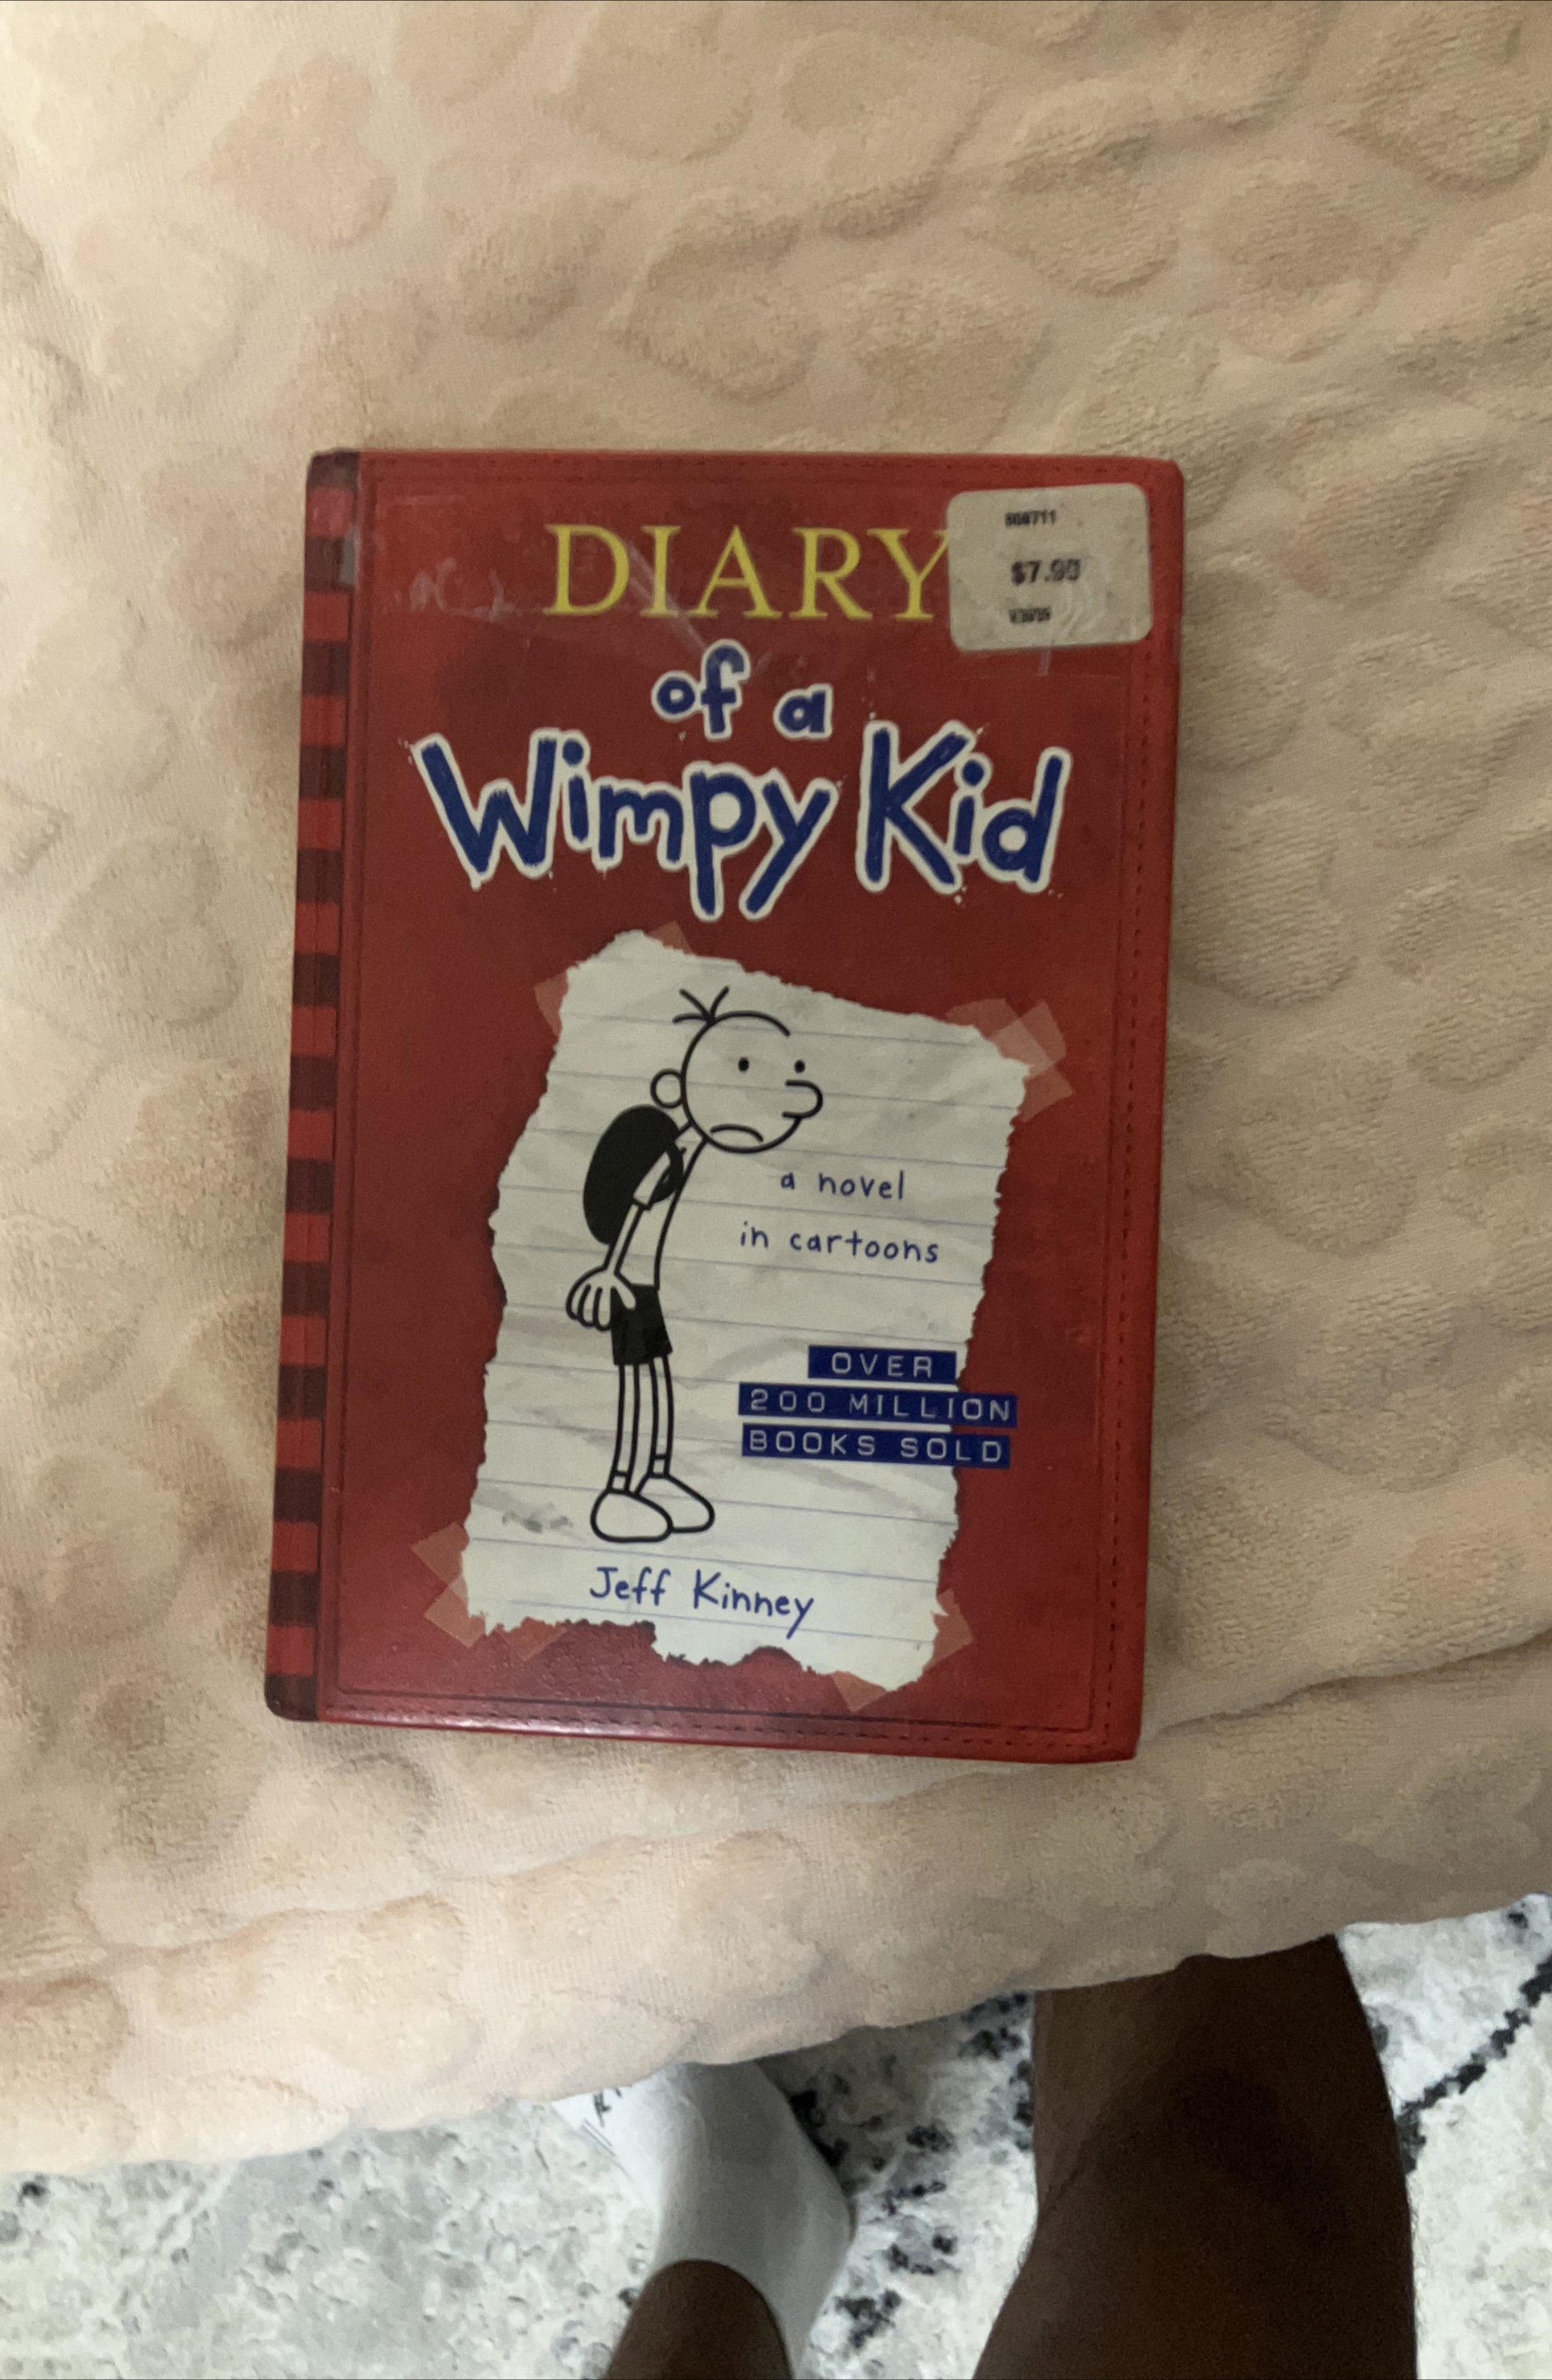 DIARY
$7.99
of a
Wimpy Kid
a novel
in cartoons
OVER
200 MILLION
BOOKS SOLD
Jeff Kinney